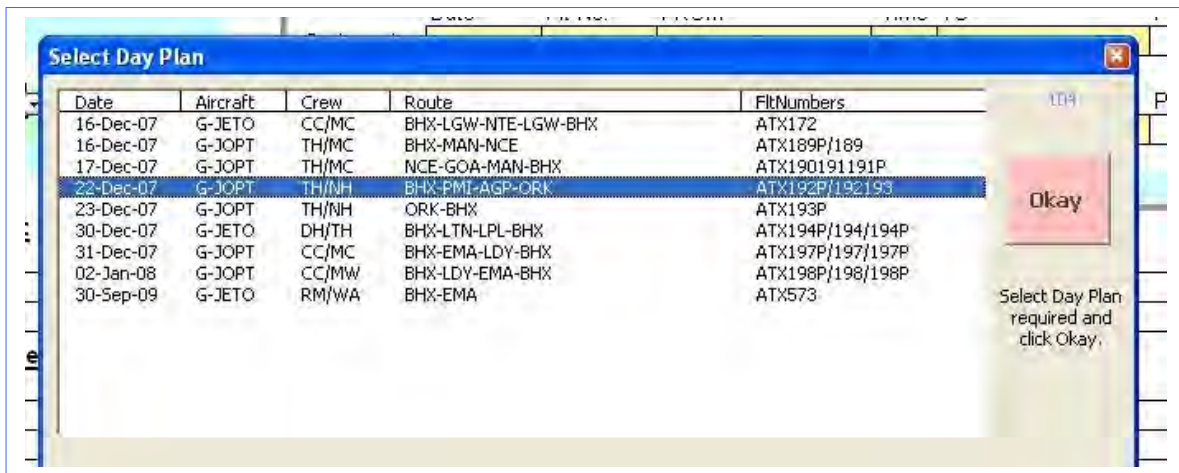 Select Day Plan
Date Aircraft Crew Route FltNumbers
16-Dec-07 G-JETO CC/MC BHX-LGW-NTE-LGW-BHX ATX172
16-Dec-07 G-JOPT TH/MC BHX-MAN-NCE ATX189P/189
17-Dec-07 G-JOPT TH/MC NCE-GOA-MAN-BHX ATX190191191P
22-Dec-07 G-JOPT TH/NH BHX-PMI-AGP-ORK ATX192P/192193
23-Dec-07 G-JOPT TH/NH ORK-BHX ATX193P
30-Dec-07 G-JETO DH/TH BHX-LTN-LPL-BHX ATX194P/194/194P
31-Dec-07 G-JOPT CC/MC BHX-EMA-LDY-BHX ATX197P/197/197P
02-Jan-08 G-JOPT CC/MW BHX-LDY-EMA-BHX ATX198P/198/198P
30-Sep-09 G-JETO RM/WA BHX-EMA ATX573
Okay
Select Day Plan
required and
click Okay.